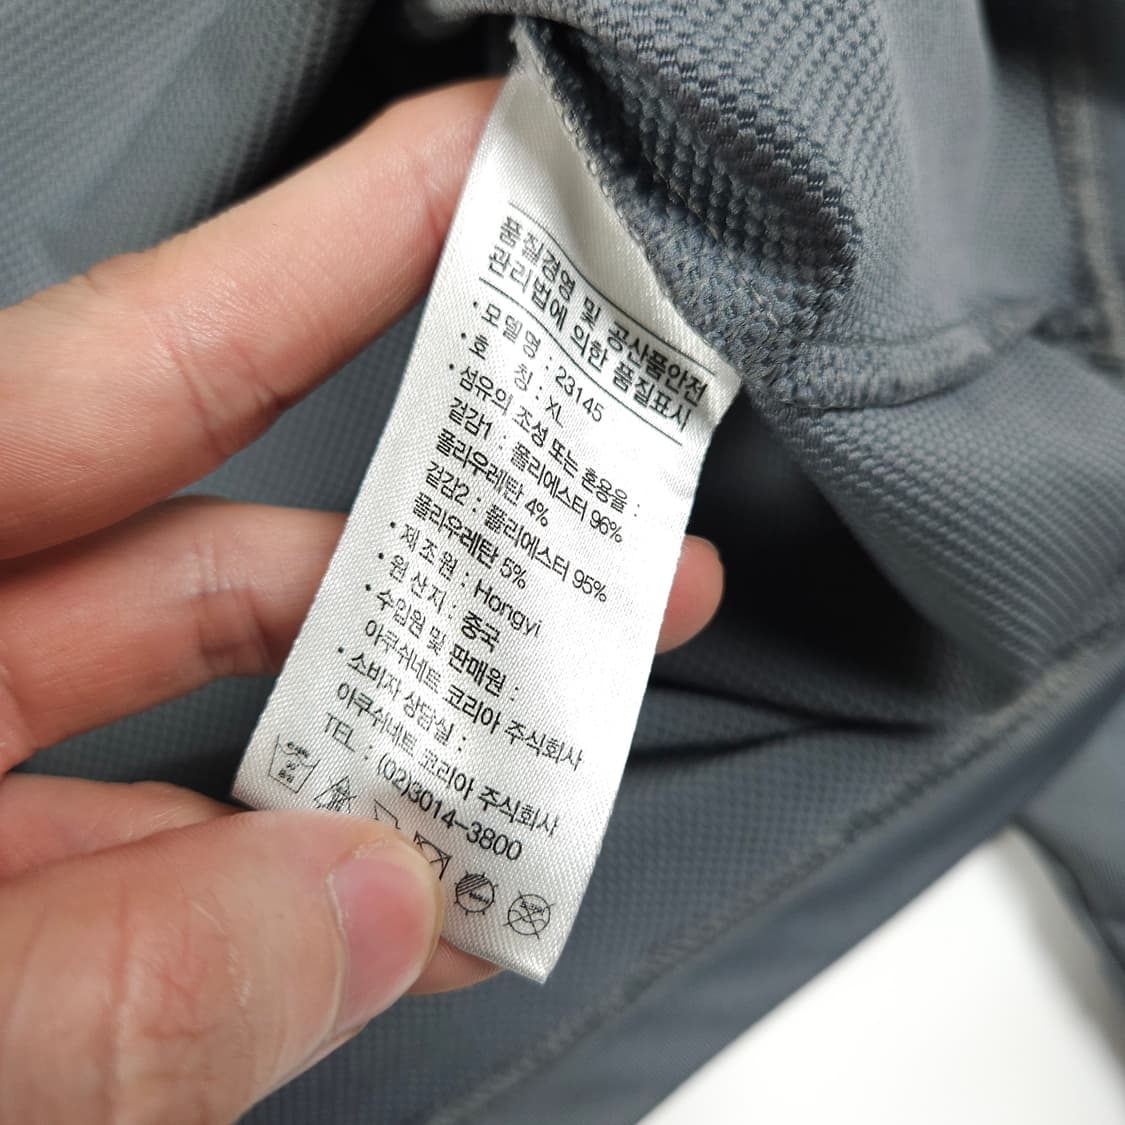 품질경영 및 공산품안전
관리법에 의한 품질표시
·모델명 : 23145
·호 칭 : XL
·섬유의 조성 또는 혼용율 :
겉감1 : 폴리에스터 96%
폴리우레탄 4%
겉감2 : 폴리에스터 95%
폴리우레탄 5%
·제조원 : Hongyi
·원산지 : 중국
·수입원 및 판매원 :
아쿠쉬네트 코리아 주식회사
·소비자 상담실 :
아쿠쉬네트 코리아 주식회사
TEL : (02)3014-3800